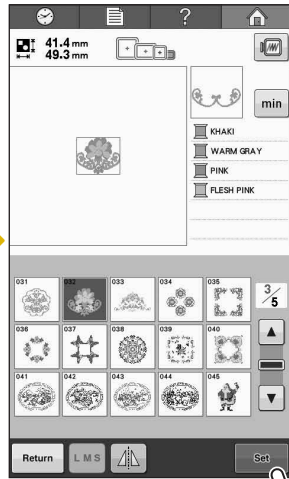 ?
41.4 mm
49.3 mm
min
KHAKI
WARM GRAY
PINK
FLESH PINK
031 032 033 034 035
3/5
036 037 038 039 040
041 042 043 044 045
Return L M S Set